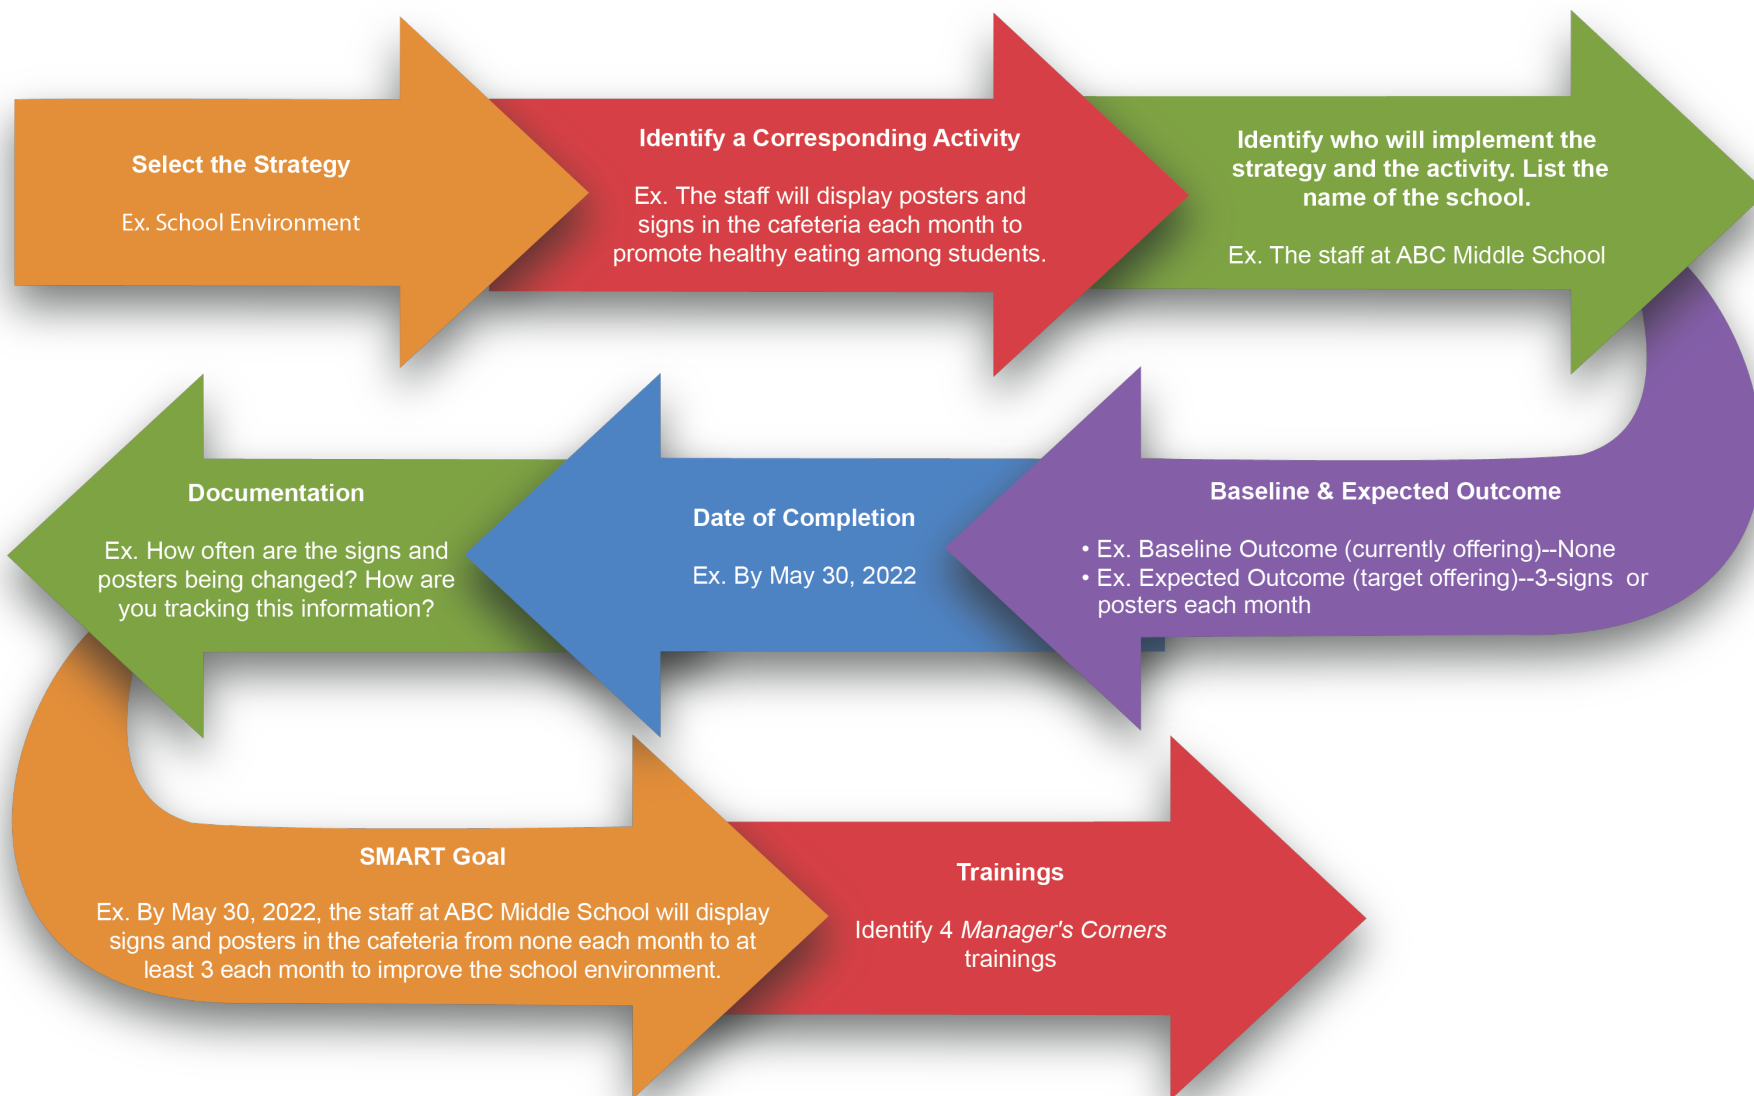 Select the Strategy
Ex. School Environment
Identify a Corresponding Activity
Ex. The staff will display posters and
signs in the cafeteria each month to
promote healthy eating among students.
Identify who will implement the
strategy and the activity. List the
name of the school.
Ex. The staff at ABC Middle School
Baseline & Expected Outcome
• Ex. Baseline Outcome (currently offering)--None
• Ex. Expected Outcome (target offering)--3-signs or
posters each month
Date of Completion
Ex. By May 30, 2022
Documentation
Ex. How often are the signs and
posters being changed? How are
you tracking this information?
SMART Goal
Ex. By May 30, 2022, the staff at ABC Middle School will display
signs and posters in the cafeteria from none each month to at
least 3 each month to improve the school environment.
Trainings
Identify 4 Manager's Corners
trainings